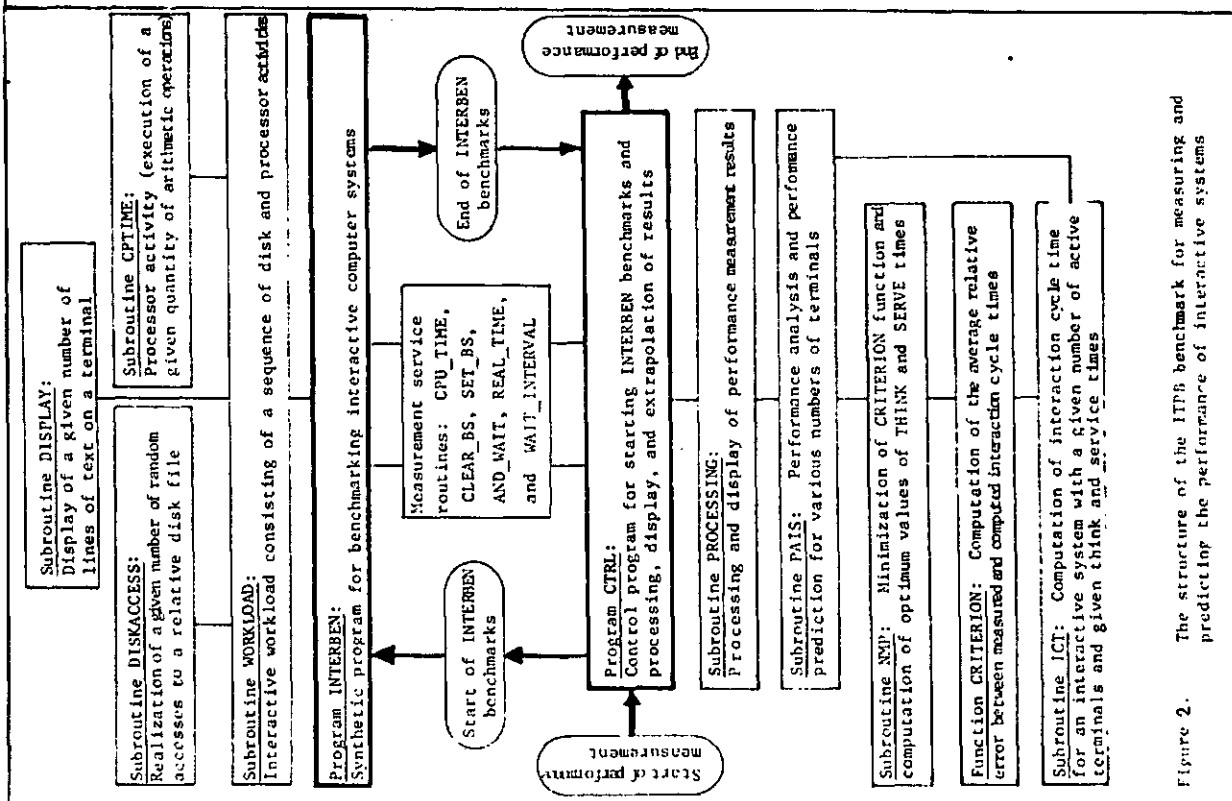 Subroutine DISPLAY:
Display of a given number of
lines of text on a terminal
Subroutine DISKACCESS:
Realization of a given number of random
accesses to a relative disk file
Subroutine CPTIME:
Processor activity (execution of a
given quantity of arithmetic operations)
Subroutine WORKLOAD:
Interactive workload consisting of a sequence of disk and processor activities
Program INTERBEN:
Synthetic program for benchmarking interactive computer systems
Start of INTERBEN
benchmarks
Measurement service
routines: CPU_TIME,
CLEAR_BS, SET_BS,
AND_WAIT, REAL_TIME,
and WAIT_INTERVAL
End of INTERBEN
benchmarks
Start of performan
measurement
Program CTRL:
Control program for starting INTERBEN benchmarks and
processing, display, and extrapolation of results
End of performance
measurement
Subroutine PROCESSING:
Processing and display of performance measurement results
Subroutine PAIS: Performance analysis and performance
prediction for various numbers of terminals
Subroutine NMP: Minimization of CRITERION function and
computation of optimum values of THINK and SERVE times
Function CRITERION: Computation of the average relative
error between measured and computed interaction cycle times
Subroutine ICT: Computation of interaction cycle time
for an interactive system with a given number of active
terminals and given think and service times
Figure 2. The structure of the ITPS benchmark for measuring and
predicting the performance of interactive systems